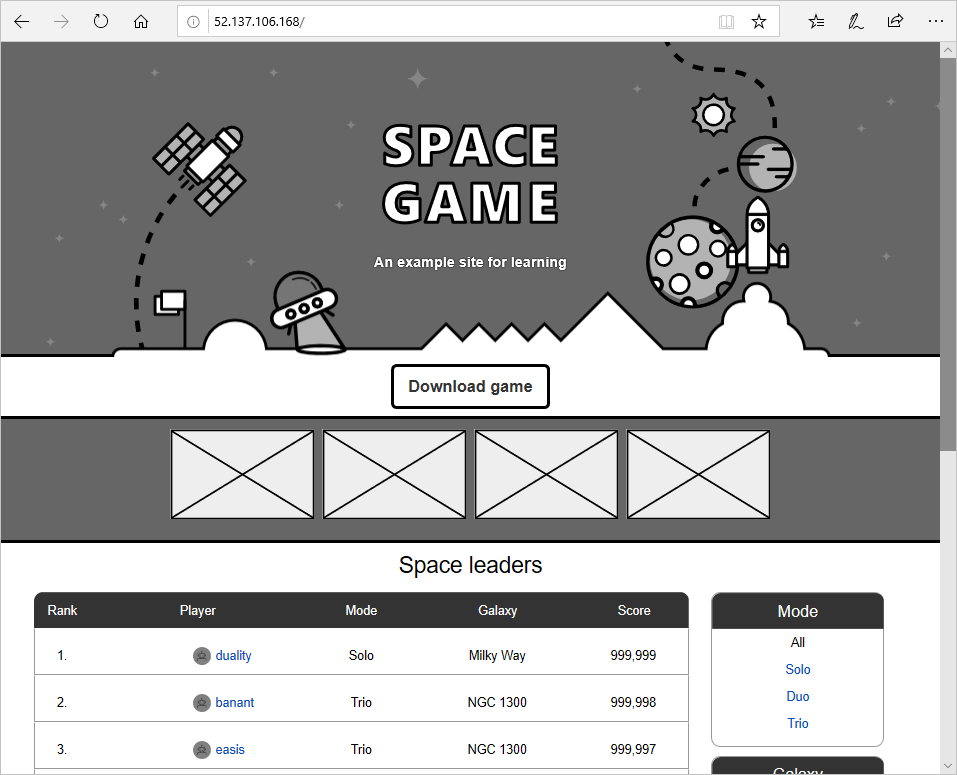 52.137.106.168/
SPACE
GAME
An example site for learning
Download game
Space leaders
Rank Player Mode Galaxy Score
1. duality Solo Milky Way 999,999
2. banant Trio NGC 1300 999,998
3. easis Trio NGC 1300 999,997
Mode
All
Solo
Duo
Trio
Galaxy